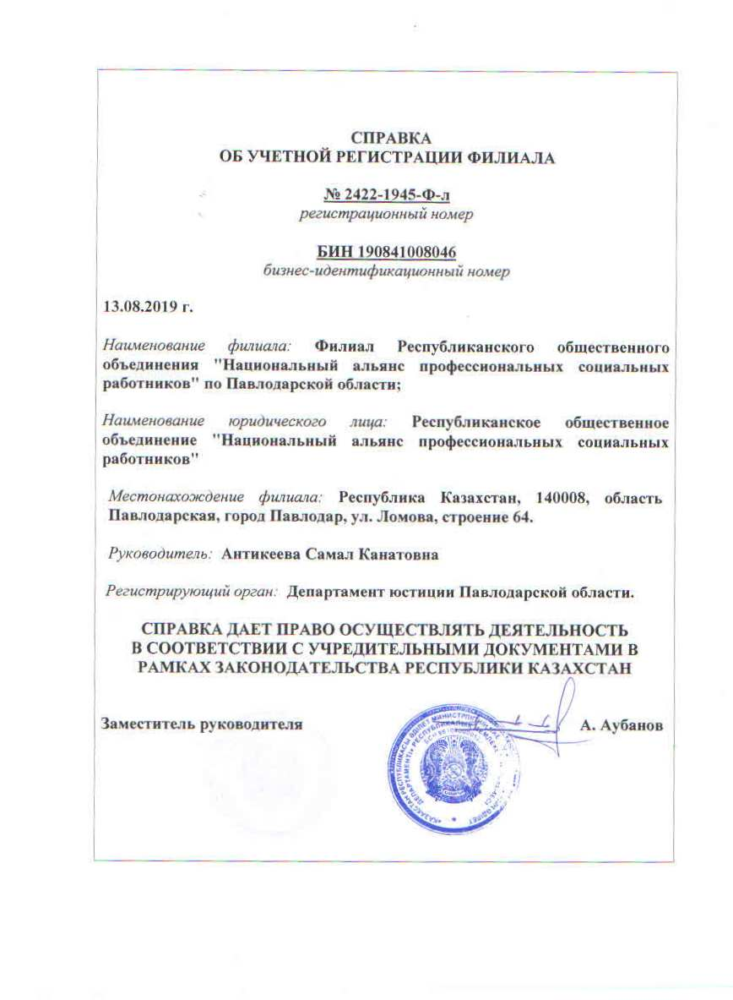 СПРАВКА
ОБ УЧЕТНОЙ РЕГИСТРАЦИИ ФИЛИАЛА
№ 2422-1945-Ф-л
регистрационный номер
БИН 190841008046
бизнес-идентификационный номер
13.08.2019 г.
Наименование филиала: Филиал Республиканского общественного
объединения "Национальный альянс профессиональных социальных
работников" по Павлодарской области;
Наименование юридического лица: Республиканское общественное
объединение "Национальный альянс профессиональных социальных
работников"
Местонахождение филиала: Республика Казахстан, 140008, область
Павлодарская, город Павлодар, ул. Ломова, строение 64.
Руководитель: Антикеева Самал Канатовна
Регистрирующий орган: Департамент юстиции Павлодарской области.
СПРАВКА ДАЕТ ПРАВО ОСУЩЕСТВЛЯТЬ ДЕЯТЕЛЬНОСТЬ
В СООТВЕТСТВИИ С УЧРЕДИТЕЛЬНЫМИ ДОКУМЕНТАМИ В
РАМКАХ ЗАКОНОДАТЕЛЬСТВА РЕСПУБЛИКИ КАЗАХСТАН
Заместитель руководителя А. Аубанов
ҚАЗАҚСТАН РЕСПУБЛИКАСЫ ӘДІЛЕТ